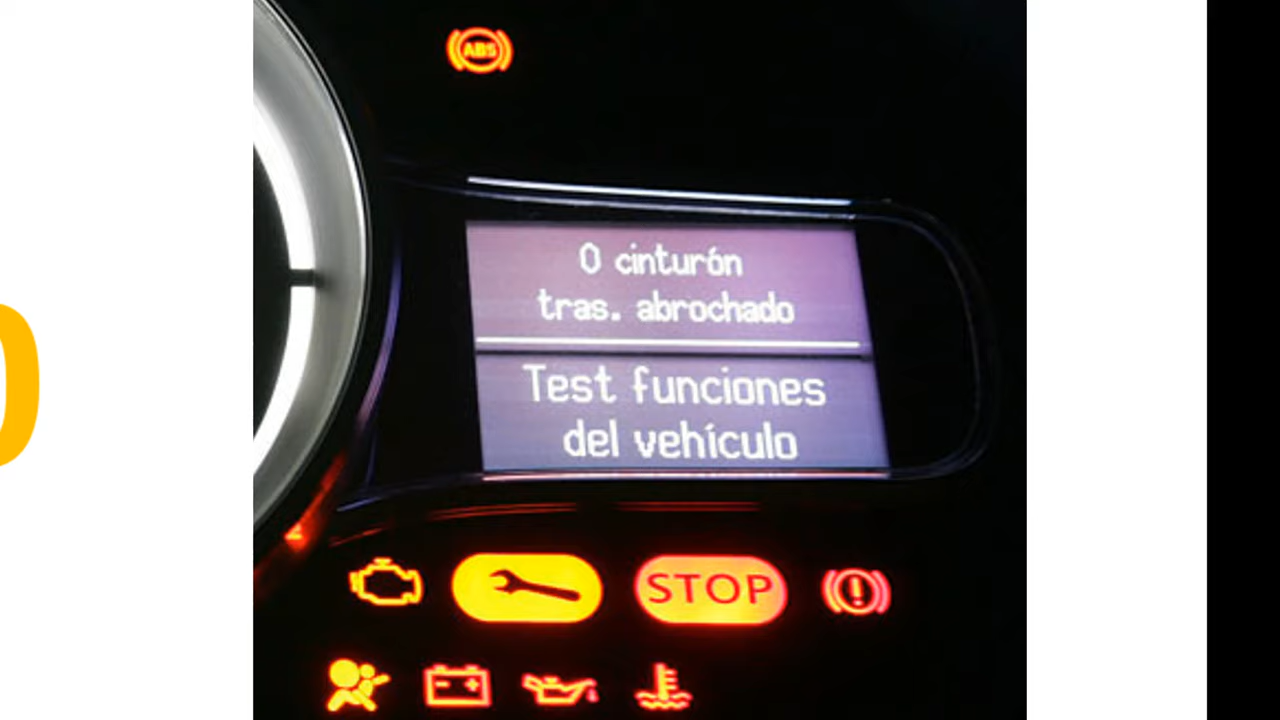 ABS
0 cinturón
tras. abrochado
Test funciones
del vehículo
STOP